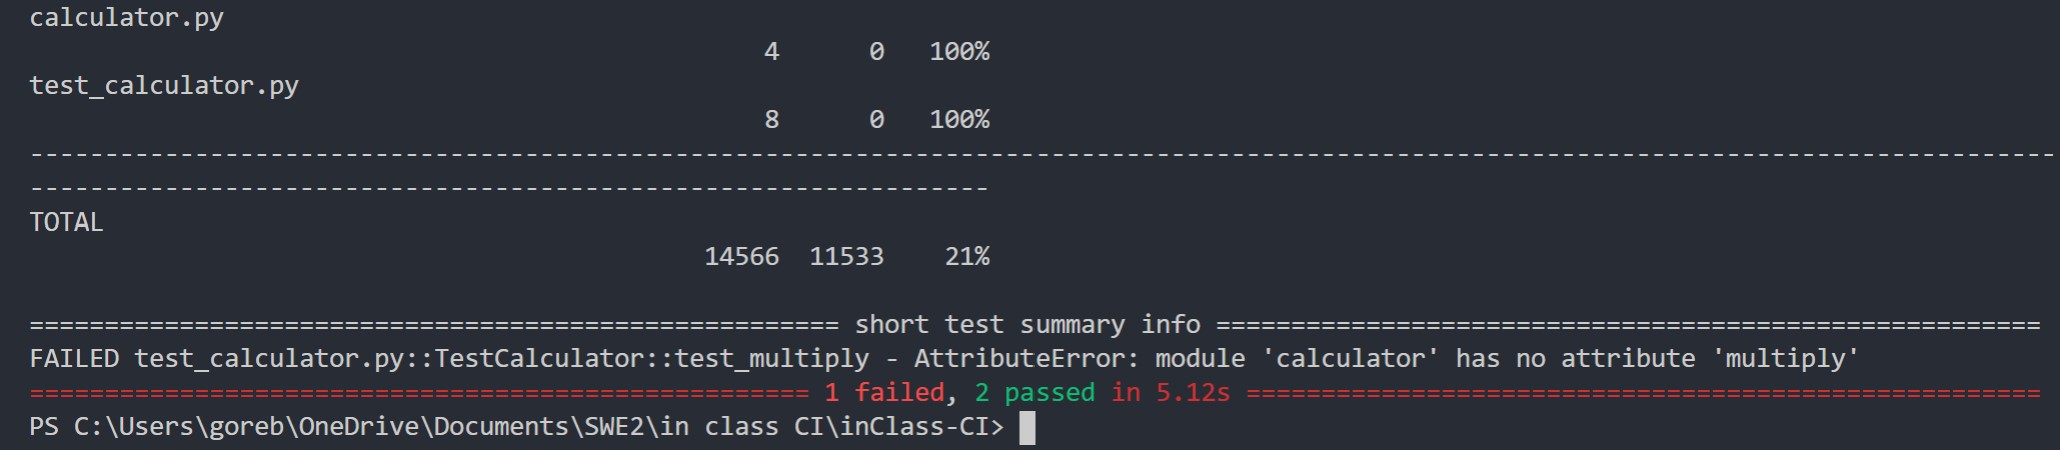 calculator.py
4 0 100%
test_calculator.py
8 0 100%
---------------------------------------------------------------------------------------------------------------------------------------
----------------------------------------------------------------
TOTAL
14566 11533 21%
====================================================== short test summary info =======================================================
FAILED test_calculator.py::TestCalculator::test_multiply - AttributeError: module 'calculator' has no attribute 'multiply'
==================================================== 1 failed, 2 passed in 5.12s =====================================================
PS C:\Users\goreb\OneDrive\Documents\SWE2\in class CI\inClass-CI>